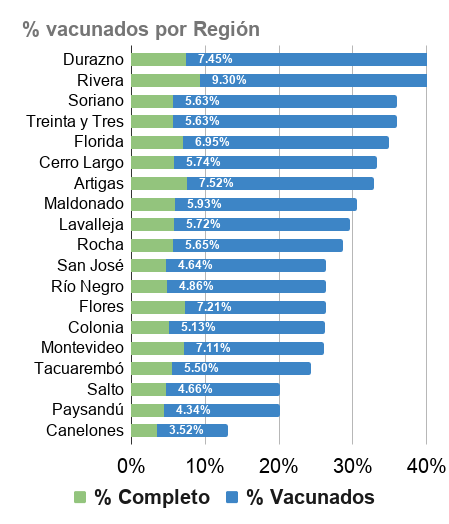 % vacunados por Región
Durazno 7.45%
Rivera 9.30%
Soriano 5.63%
Treinta y Tres 5.63%
Florida 6.95%
Cerro Largo 5.74%
Artigas 7.52%
Maldonado 5.93%
Lavalleja 5.72%
Rocha 5.65%
San José 4.64%
Río Negro 4.86%
Flores 7.21%
Colonia 5.13%
Montevideo 7.11%
Tacuarembó 5.50%
Salto 4.66%
Paysandú 4.34%
Canelones 3.52%
0% 10% 20% 30% 40%
% Completo % Vacunados